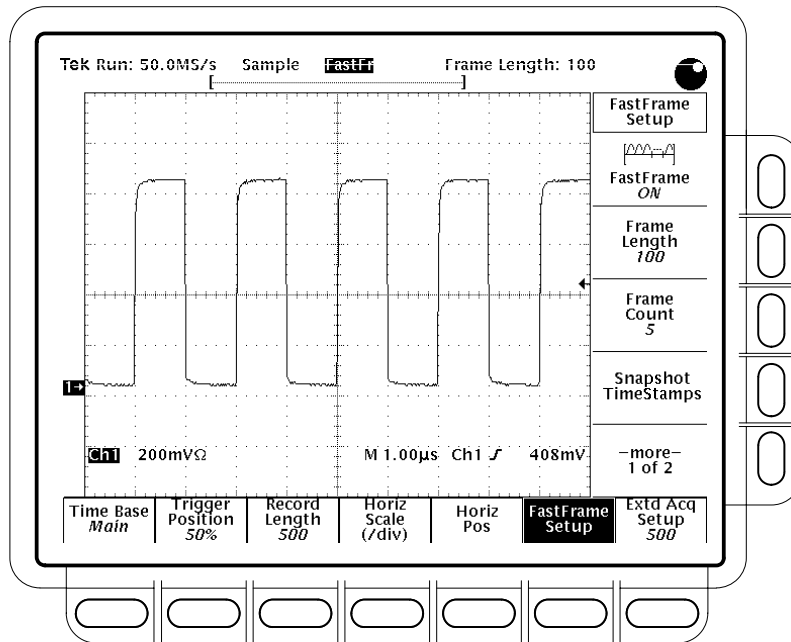 Tek Run: 50.0MS/s Sample FastFr Frame Length: 100
FastFrame
Setup
FastFrame
ON
Frame
Length
100
Frame
Count
5
Snapshot
TimeStamps
–more–
1 of 2
1→
Ch1 200mVΩ M 1.00µs Ch1 408mV
Time Base
Main
Trigger
Position
50%
Record
Length
500
Horiz
Scale
(/div)
Horiz
Pos
FastFrame
Setup
Extd Acq
Setup
500